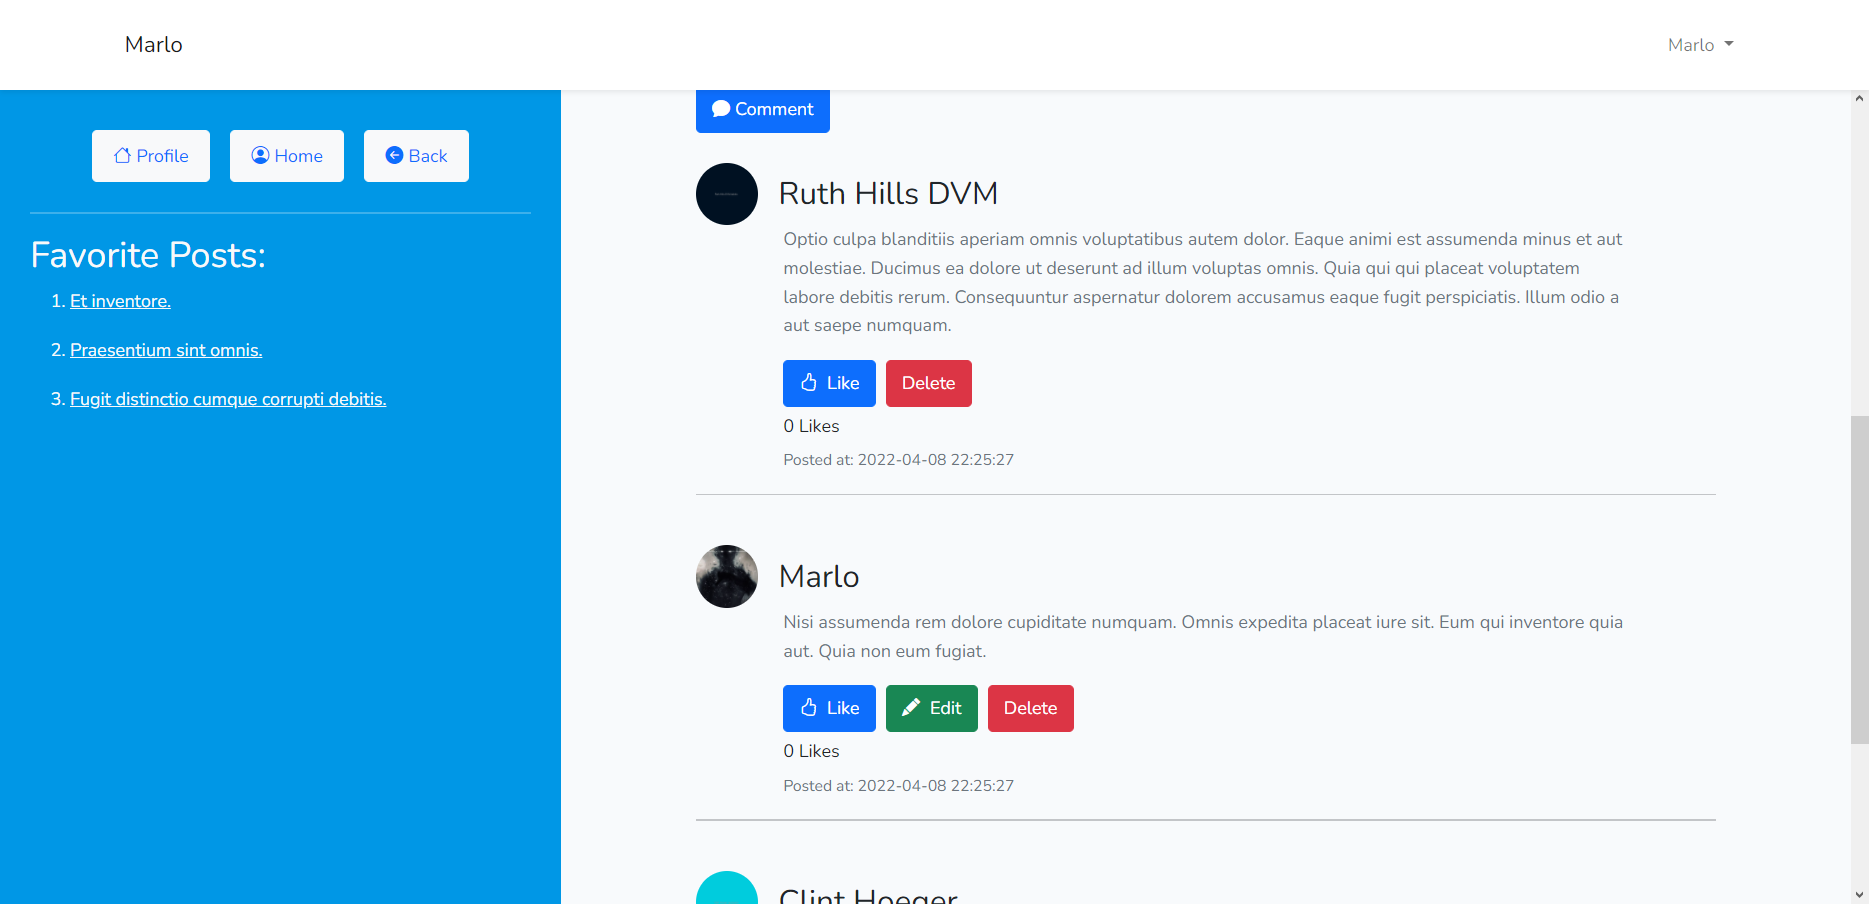 Marlo
Marlo
Profile
Home
Back
Favorite Posts:
1. Et inventore.
2. Praesentium sint omnis.
3. Fugit distinctio cumque corrupti debitis.
Comment
Ruth Hills DVM
Optio culpa blanditiis aperiam omnis voluptatibus autem dolor. Eaque animi est assumenda minus et aut
molestiae. Ducimus ea dolore ut deserunt ad illum voluptas omnis. Quia qui qui placeat voluptatem
labore debitis rerum. Consequuntur aspernatur dolorem accusamus eaque fugit perspiciatis. Illum odio a
aut saepe numquam.
Like
Delete
0 Likes
Posted at: 2022-04-08 22:25:27
Marlo
Nisi assumenda rem dolore cupiditate numquam. Omnis expedita placeat iure sit. Eum qui inventore quia
aut. Quia non eum fugiat.
Like
Edit
Delete
0 Likes
Posted at: 2022-04-08 22:25:27
Clint Hoeger